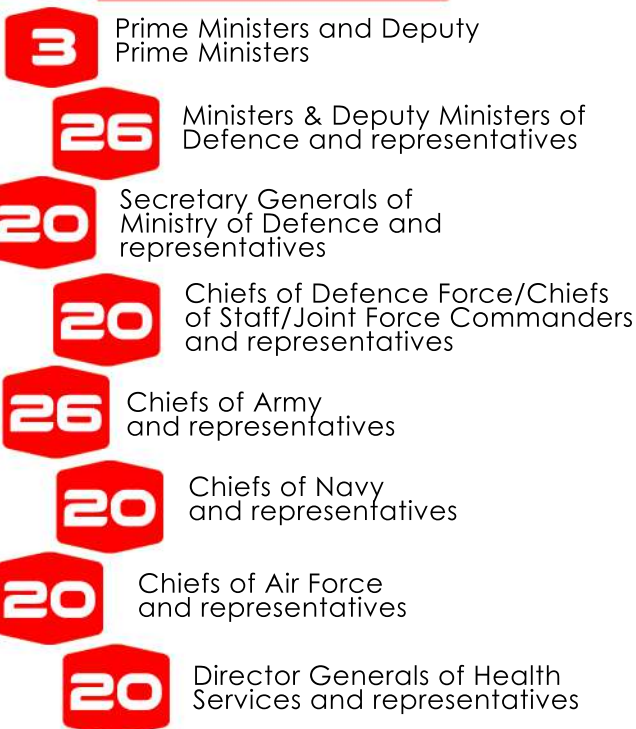 3
Prime Ministers and Deputy
Prime Ministers
26
Ministers & Deputy Ministers of
Defence and representatives
20
Secretary Generals of
Ministry of Defence and
representatives
20
Chiefs of Defence Force/Chiefs
of Staff/Joint Force Commanders
and representatives
26
Chiefs of Army
and representatives
20
Chiefs of Navy
and representatives
20
Chiefs of Air Force
and representatives
20
Director Generals of Health
Services and representatives